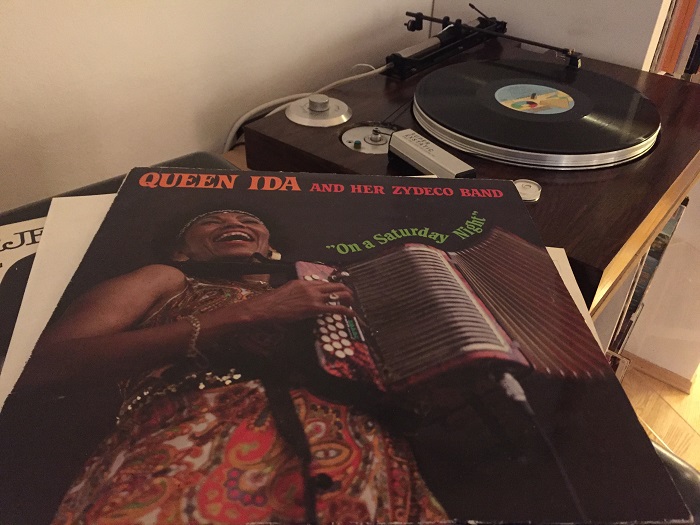 QUEEN IDA AND HER ZYDECO BAND
"On a Saturday Night"